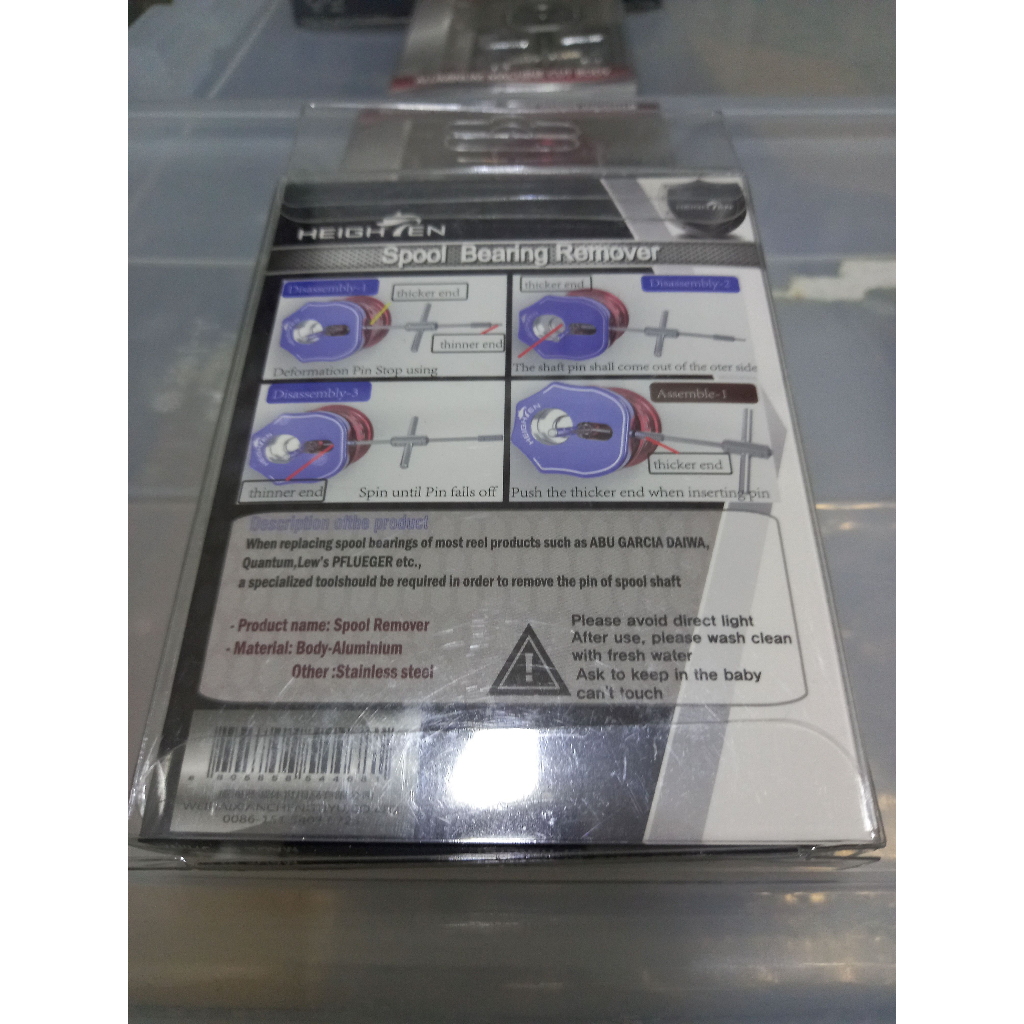 HEIGHTEN
HEIGHTEN
Spool Bearing Remover
Disassembly-1
thicker end
thinner end
Deformation Pin Stop using
thicker end
Disassembly-2
The shaft pin shall come out of the oter side
Disassembly-3
thinner end
Spin until Pin falls off
Assemble-1
thicker end
Push the thicker end when inserting pin
Description ofthe product
When replacing spool bearings of most reel products such as ABU GARCIA DAIWA,
Quantum,Lew's PFLUEGER etc.,
a specialized toolshould be required in order to remove the pin of spool shaft
- Product name: Spool Remover
- Material: Body-Aluminium
Other :Stainless steel
Please avoid direct light
After use, please wash clean
with fresh water
Ask to keep in the baby
can't touch